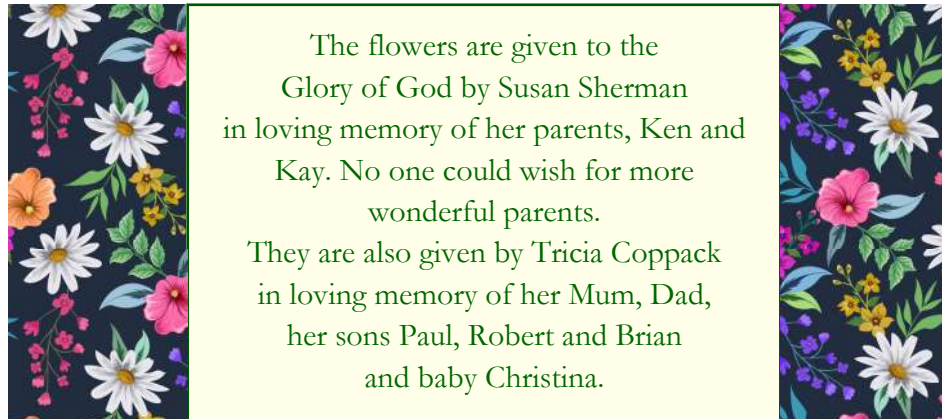 The flowers are given to the
Glory of God by Susan Sherman
in loving memory of her parents, Ken and
Kay. No one could wish for more
wonderful parents.
They are also given by Tricia Coppack
in loving memory of her Mum, Dad,
her sons Paul, Robert and Brian
and baby Christina.